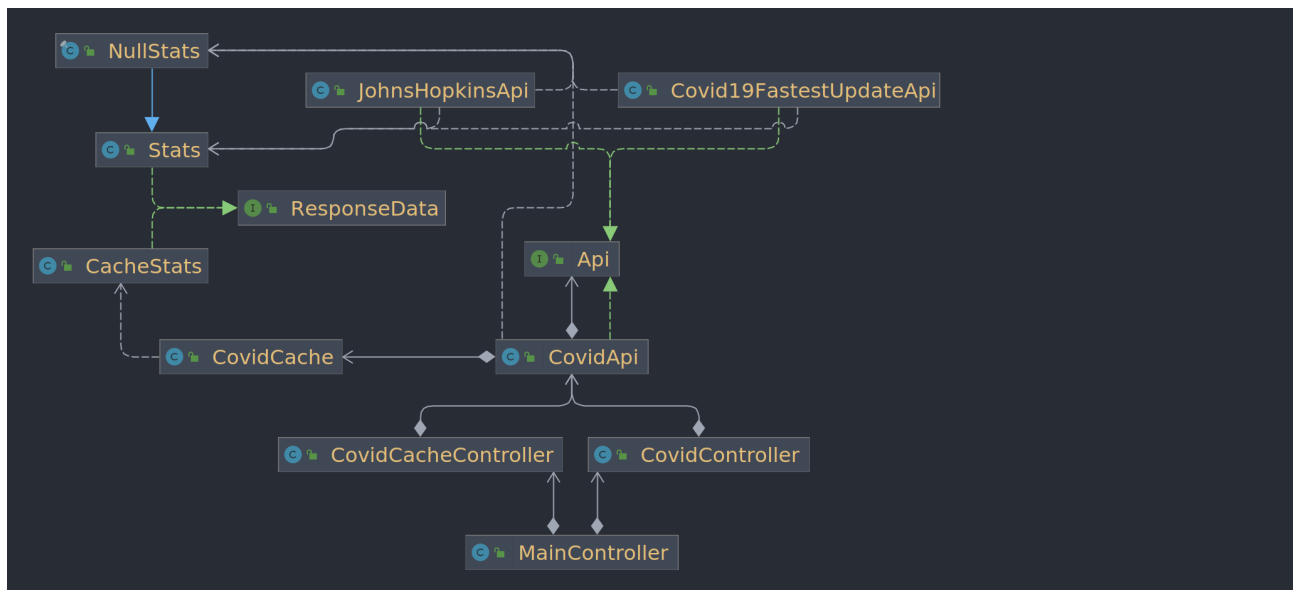 NullStats
JohnsHopkinsApi
Covid19FastestUpdateApi
Stats
ResponseData
Api
CacheStats
CovidCache
CovidApi
CovidCacheController
CovidController
MainController